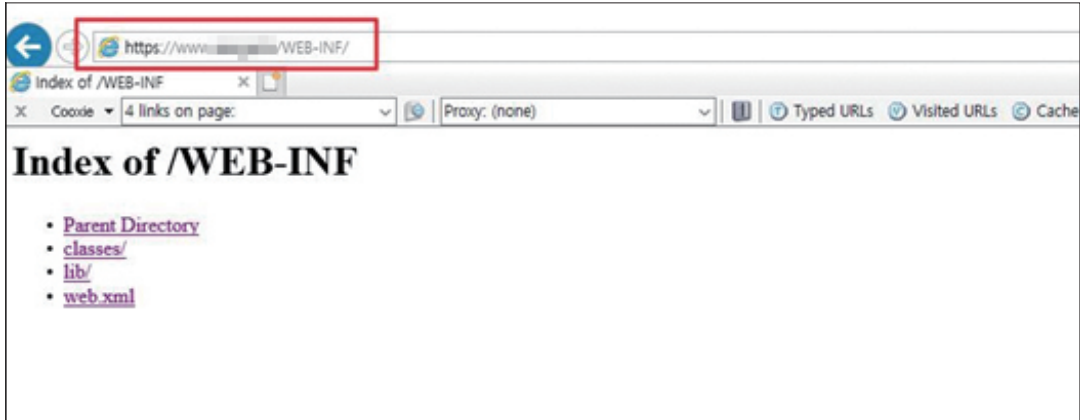 https://www. /WEB-INF/
Index of /WEB-INF
X Cooxie 4 links on page: Proxy: (none) Typed URLs Visited URLs Cache
Index of /WEB-INF
Parent Directory
classes/
lib/
web.xml